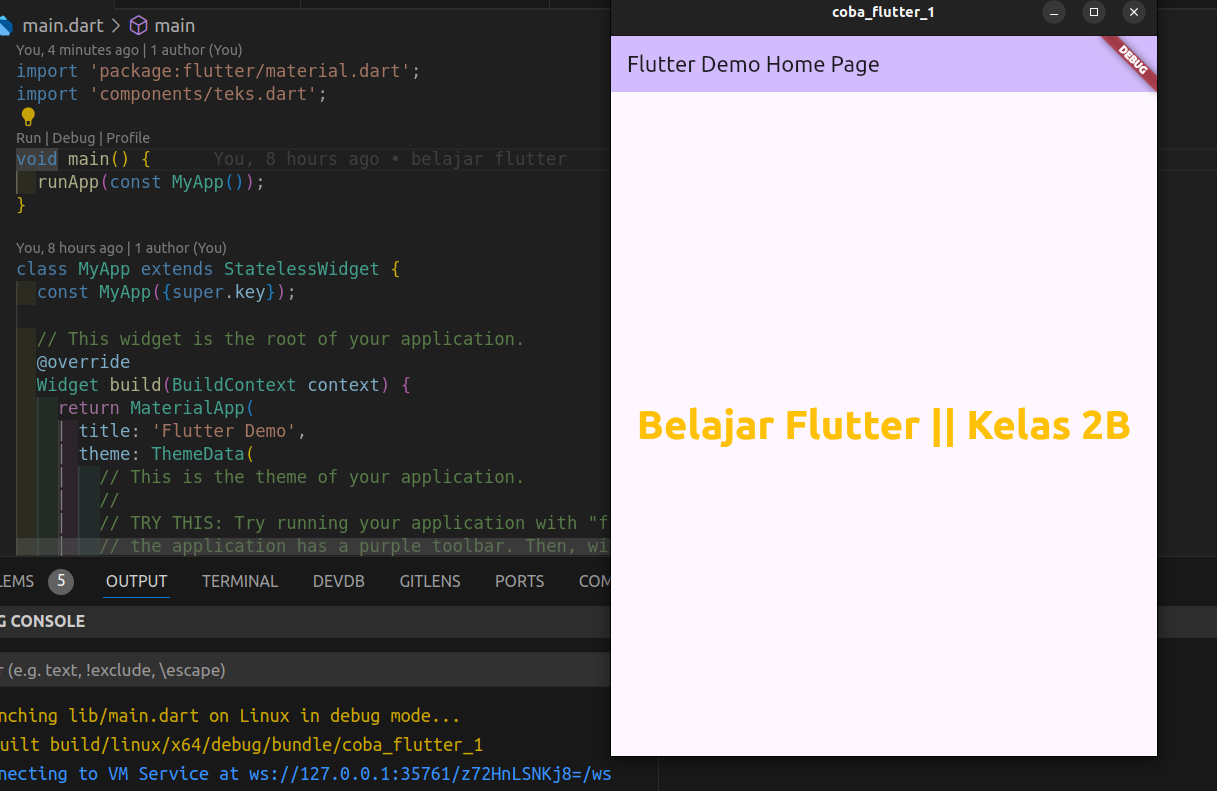 main.dart > main
You, 4 minutes ago | 1 author (You)
import 'package:flutter/material.dart';
import 'components/teks.dart';
Run | Debug | Profile
void main() { You, 8 hours ago • belajar flutter
runApp(const MyApp());
}
You, 8 hours ago | 1 author (You)
class MyApp extends StatelessWidget {
const MyApp({super.key});
// This widget is the root of your application.
@override
Widget build(BuildContext context) {
return MaterialApp(
title: 'Flutter Demo',
theme: ThemeData(
// This is the theme of your application.
//
// TRY THIS: Try running your application with "f
// the application has a purple toolbar. Then, wi
LEMS 5 OUTPUT TERMINAL DEVDB GITLENS PORTS COM
G CONSOLE
r (e.g. text, !exclude, \escape)
nching lib/main.dart on Linux in debug mode...
uilt build/linux/x64/debug/bundle/coba_flutter_1
necting to VM Service at ws://127.0.0.1:35761/z72HnLSNKj8=/ws
coba_flutter_1
Flutter Demo Home Page
DEBUG
Belajar Flutter || Kelas 2B